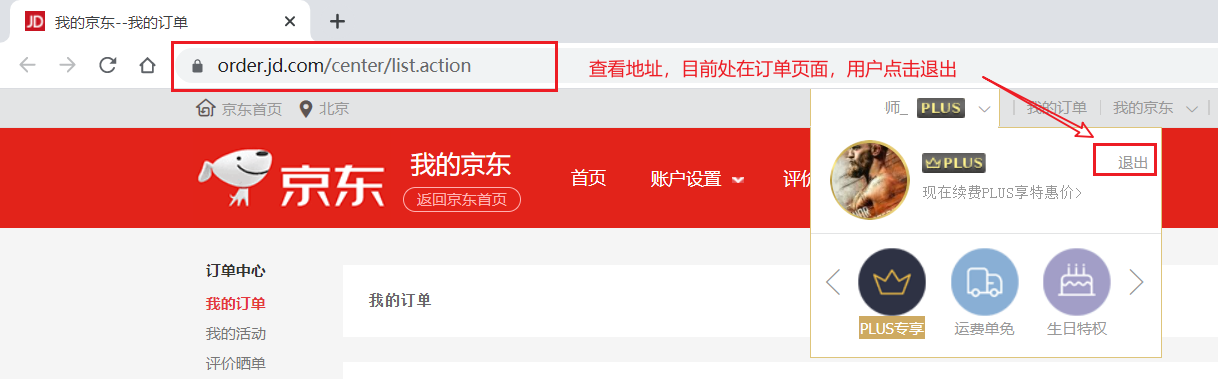 JD 我的京东--我的订单
order.jd.com/center/list.action
查看地址，目前处在订单页面，用户点击退出
京东首页 北京 师_ PLUS 我的订单 我的京东
京东 我的京东
返回京东首页
首页 账户设置 评价
PLUS
退出
现在续费PLUS享特惠价>
PLUS专享 运费单免 生日特权
订单中心
我的订单
我的活动
评价晒单
我的订单